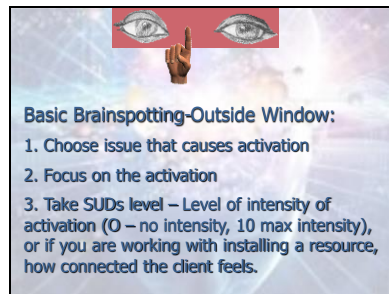 Basic Brainspotting-Outside Window:
1. Choose issue that causes activation
2. Focus on the activation
3. Take SUDs level – Level of intensity of
activation (O – no intensity, 10 max intensity),
or if you are working with installing a resource,
how connected the client feels.